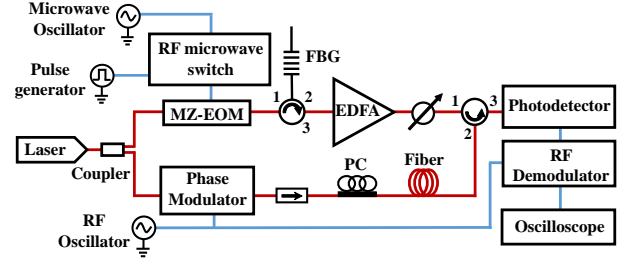 Microwave
Oscillator
RF microwave
switch
FBG
Pulse
generator
1
2
3
MZ-EOM
EDFA
1
3
2
Photodetector
Laser
Coupler
Phase
Modulator
PC
Fiber
RF
Demodulator
RF
Oscillator
Oscilloscope